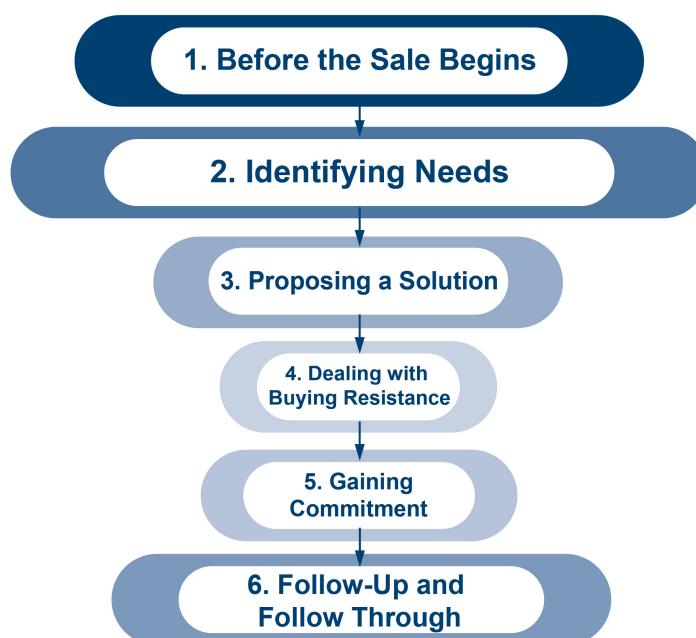 1. Before the Sale Begins
2. Identifying Needs
3. Proposing a Solution
4. Dealing with
Buying Resistance
5. Gaining
Commitment
6. Follow-Up and
Follow Through